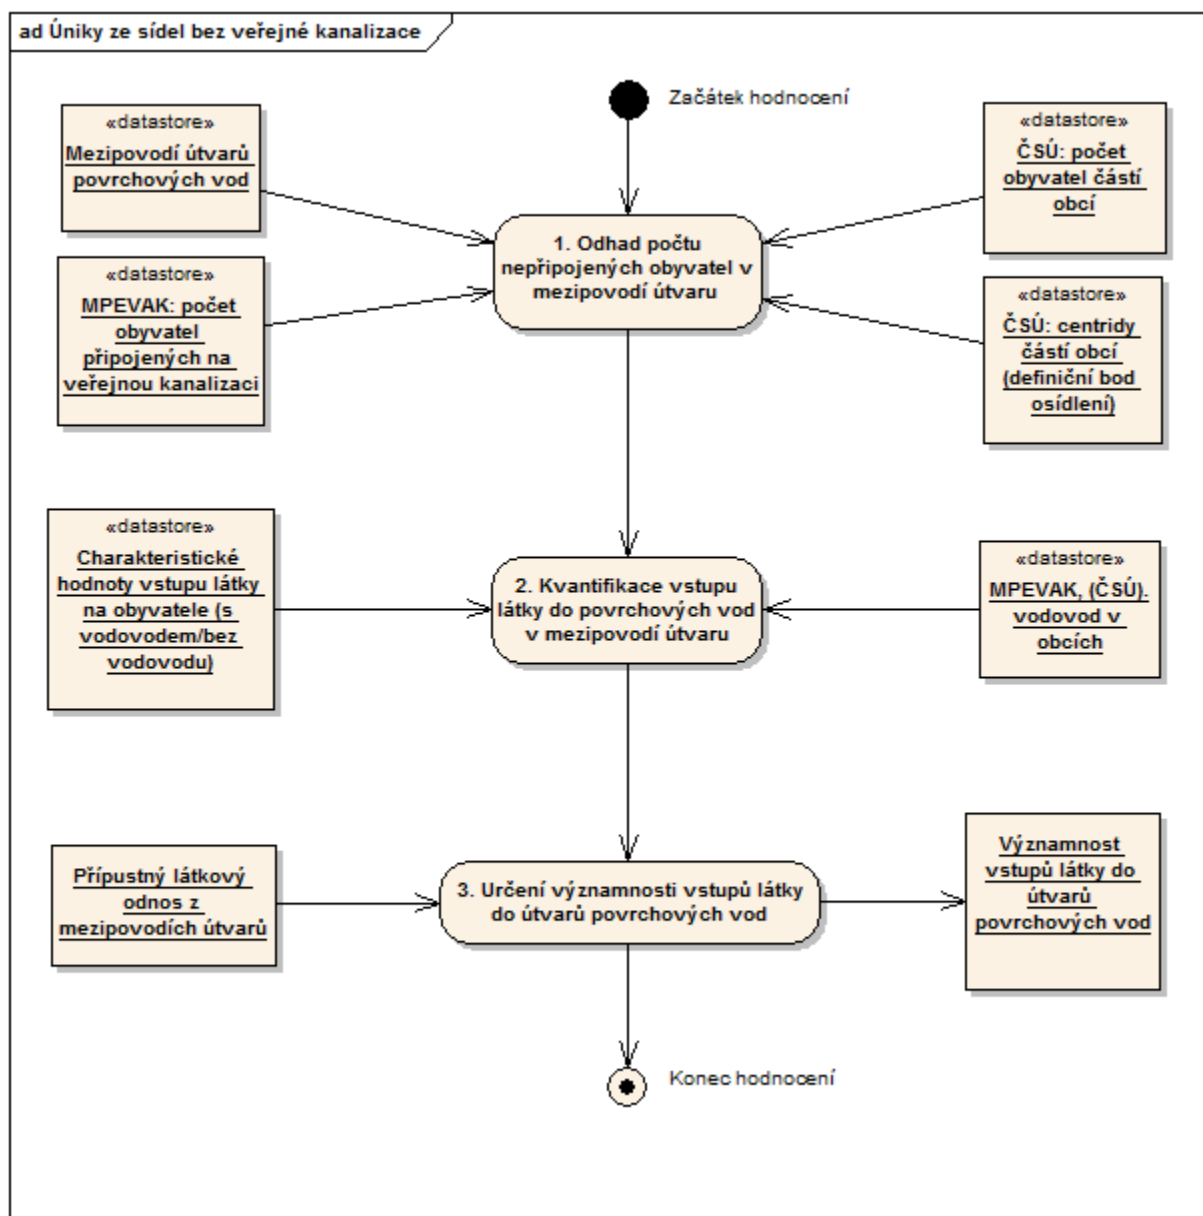 ad Úniky ze sídel bez veřejné kanalizace
Začátek hodnocení
«datastore»
Mezipovodí útvarů
povrchových vod
«datastore»
ČSÚ: počet
obyvatel částí
obcí
1. Odhad počtu
nepřipojených obyvatel v
mezipovodí útvaru
«datastore»
MPEVAK: počet
obyvatel
připojených na
veřejnou kanalizaci
«datastore»
ČSÚ: centridy
částí obcí
(definiční bod
osídlení)
«datastore»
Charakteristické
hodnoty vstupu látky
na obyvatele (s
vodovodem/bez
vodovodu)
2. Kvantifikace vstupu
látky do povrchových vod
v mezipovodí útvaru
«datastore»
MPEVAK, (ČSÚ).
vodovod v
obcích
Přípustný látkový
odnos z
mezipovodích útvarů
3. Určení významnosti vstupů látky
do útvarů povrchových vod
Významnost
vstupů látky do
útvarů
povrchových vod
Konec hodnocení